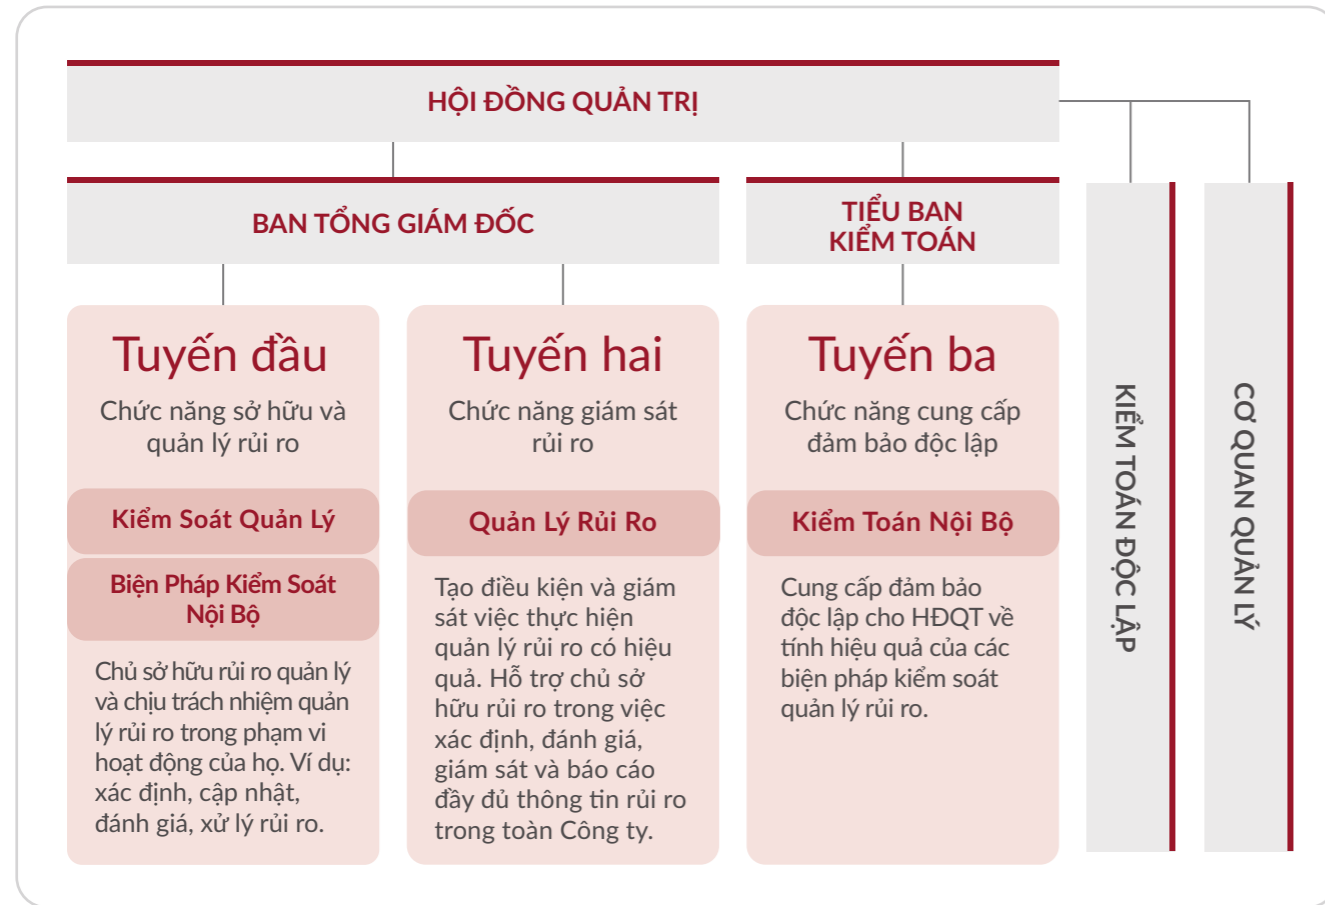 HỘI ĐỒNG QUẢN TRỊ
BAN TỔNG GIÁM ĐỐC
TIỂU BAN
KIỂM TOÁN
Tuyến đầu
Chức năng sở hữu và
quản lý rủi ro
Kiểm Soát Quản Lý
Biện Pháp Kiểm Soát
Nội Bộ
Chủ sở hữu rủi ro quản lý
và chịu trách nhiệm quản
lý rủi ro trong phạm vi
hoạt động của họ. Ví dụ:
xác định, cập nhật,
đánh giá, xử lý rủi ro.
Tuyến hai
Chức năng giám sát
rủi ro
Quản Lý Rủi Ro
Tạo điều kiện và giám
sát việc thực hiện
quản lý rủi ro có hiệu
quả. Hỗ trợ chủ sở
hữu rủi ro trong việc
xác định, đánh giá,
giám sát và báo cáo
đầy đủ thông tin rủi ro
trong toàn Công ty.
Tuyến ba
Chức năng cung cấp
đảm bảo độc lập
Kiểm Toán Nội Bộ
Cung cấp đảm bảo
độc lập cho HĐQT về
tính hiệu quả của các
biện pháp kiểm soát
quản lý rủi ro.
KIỂM TOÁN ĐỘC LẬP
CƠ QUAN QUẢN LÝ